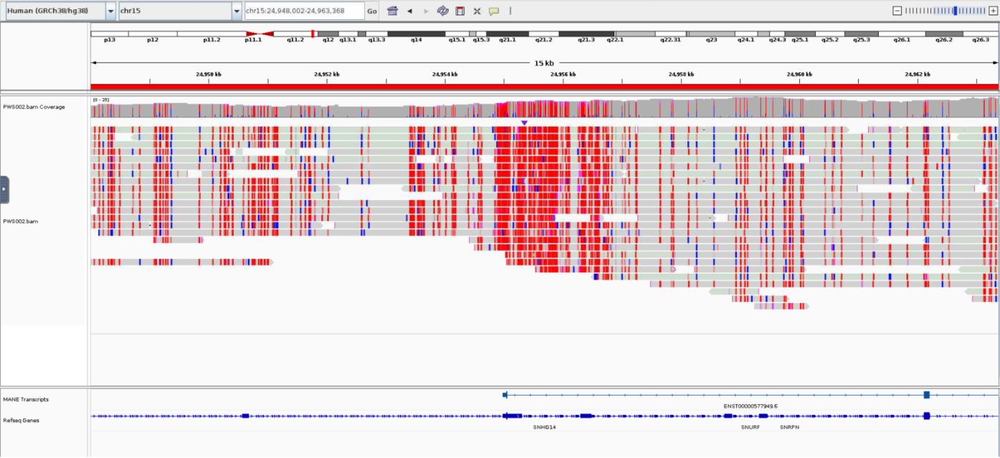 Human (GRCh38/hg38) chr15 chr15:24,948,002-24,963,368 Go
p13 p12 p11.2 p11.1 q11.2 q12 q13.1 q13.3 q14 q15.1 q15.3 q21.1 q21.2 q21.3 q22.1 q22.31 q23 q24.1 q24.3 q25.1 q25.2 q25.3 q26.1 q26.2 q26.3
15 kb
24,950 kb 24,952 kb 24,954 kb 24,956 kb 24,958 kb 24,960 kb 24,962 kb
[0 - 25]
PWS002.bam Coverage
PWS002.bam
MANE Transcripts
ENST00000577949.6
Refseq Genes
SNHG14 SNURF SNRPN